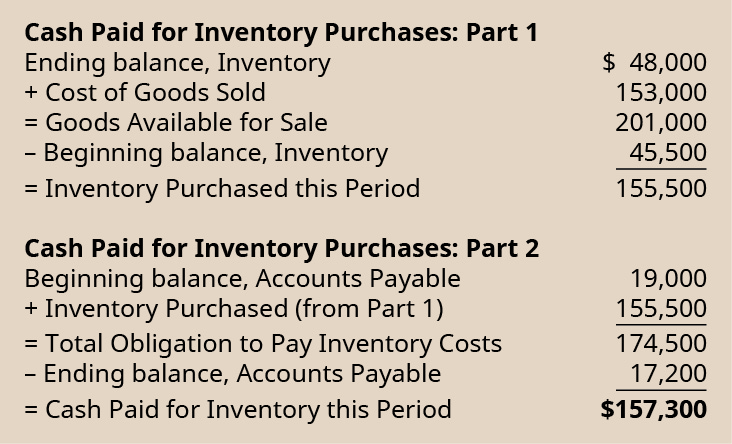 Cash Paid for Inventory Purchases: Part 1
Ending balance, Inventory $ 48,000
+ Cost of Goods Sold 153,000
= Goods Available for Sale 201,000
– Beginning balance, Inventory 45,500
= Inventory Purchased this Period 155,500
Cash Paid for Inventory Purchases: Part 2
Beginning balance, Accounts Payable 19,000
+ Inventory Purchased (from Part 1) 155,500
= Total Obligation to Pay Inventory Costs 174,500
– Ending balance, Accounts Payable 17,200
= Cash Paid for Inventory this Period $157,300